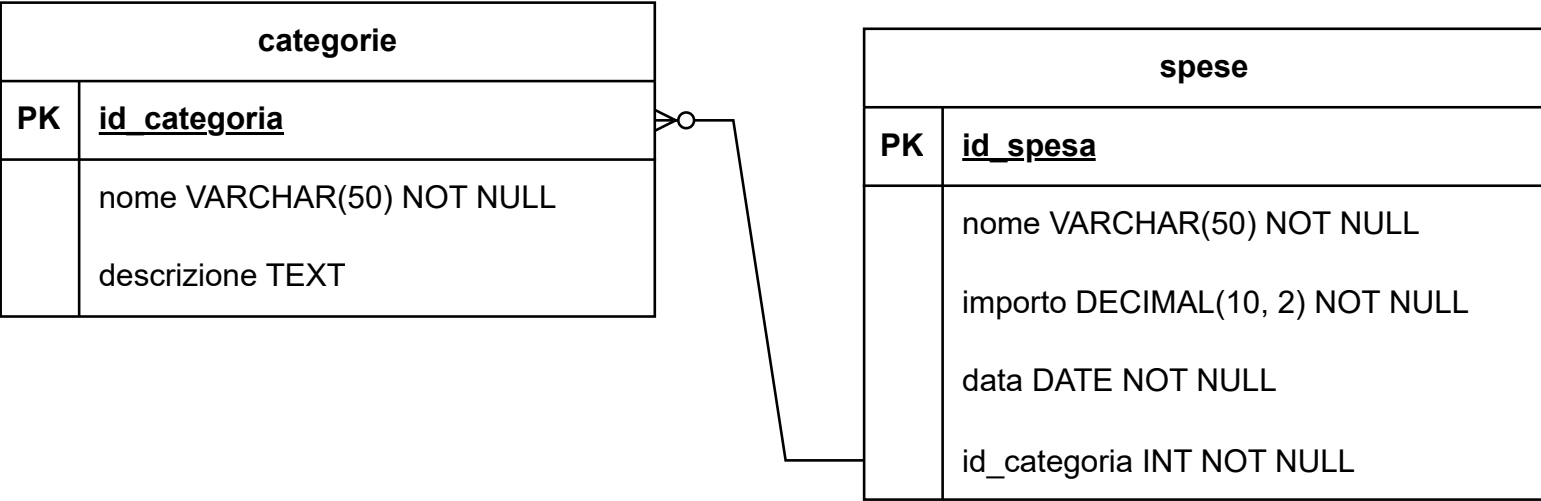 categorie
PK id_categoria
nome VARCHAR(50) NOT NULL
descrizione TEXT
spese
PK id_spesa
nome VARCHAR(50) NOT NULL
importo DECIMAL(10, 2) NOT NULL
data DATE NOT NULL
id_categoria INT NOT NULL